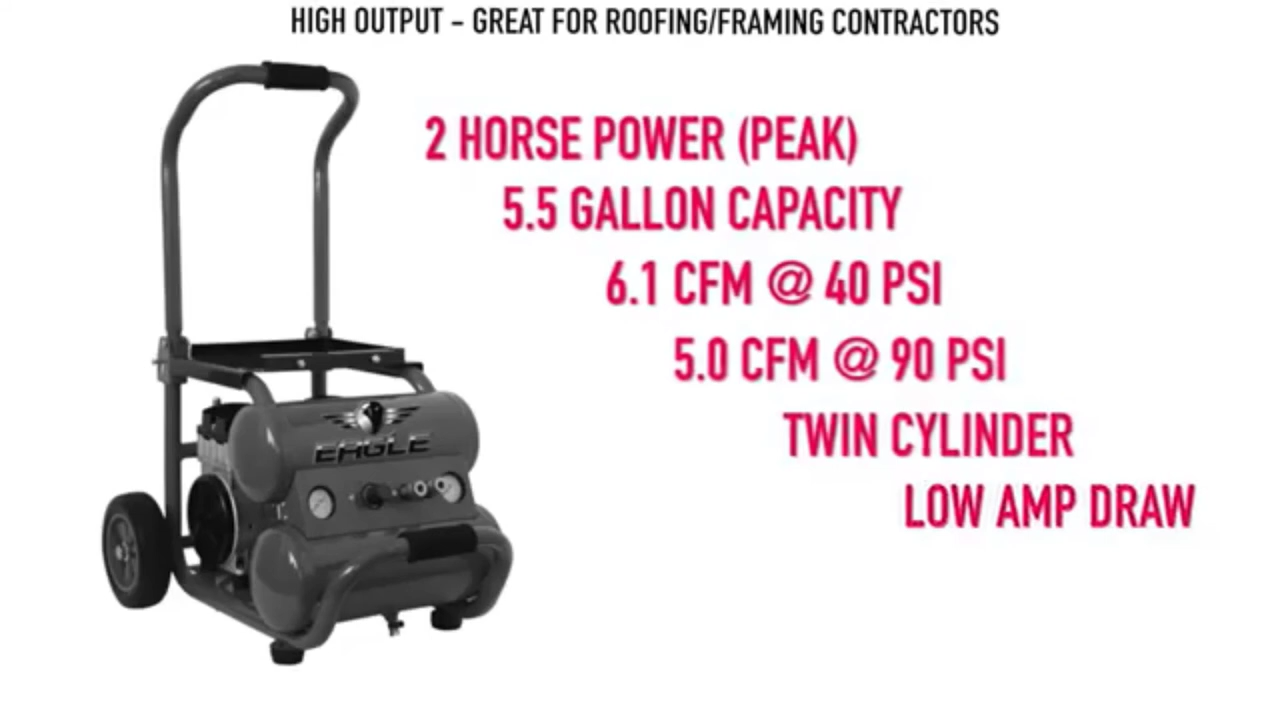 HIGH OUTPUT – GREAT FOR ROOFING/FRAMING CONTRACTORS
2 HORSE POWER (PEAK)
5.5 GALLON CAPACITY
6.1 CFM @ 40 PSI
5.0 CFM @ 90 PSI
TWIN CYLINDER
EAGLE
LOW AMP DRAW